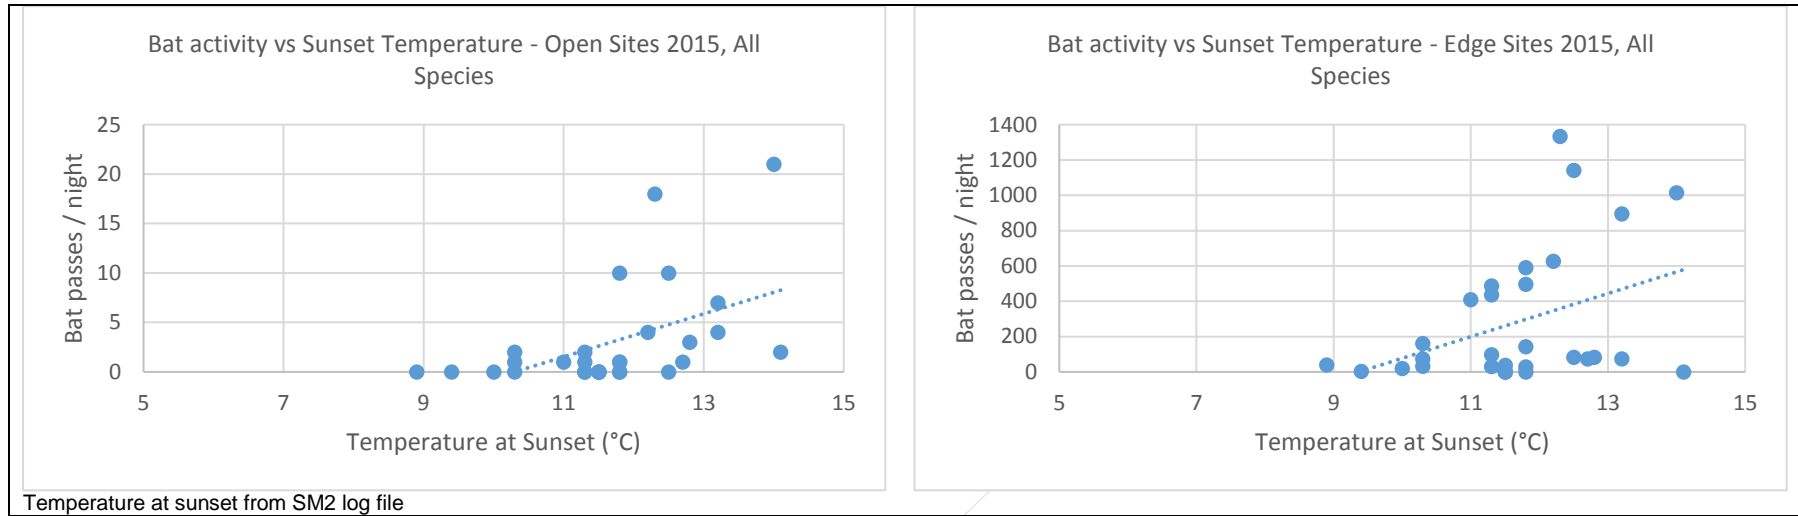 Bat activity vs Sunset Temperature - Open Sites 2015, All
Species
25
20
15
10
5
0
5
7
9
11
13
15
Bat passes / night
Temperature at Sunset (°C)
Bat activity vs Sunset Temperature - Edge Sites 2015, All
Species
1400
1200
1000
800
600
400
200
0
5
7
9
11
13
15
Bat passes / night
Temperature at Sunset (°C)
Temperature at sunset from SM2 log file